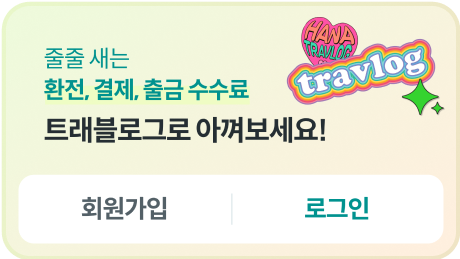 줄줄 새는
환전, 결제, 출금 수수료
트래블로그로 아껴보세요!
HANA
TRAVLOG
travlog
회원가입
로그인